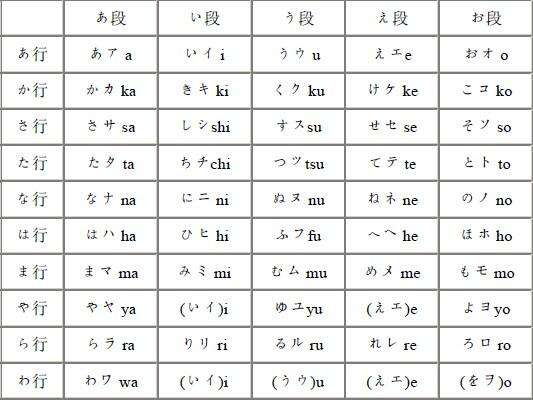 あ段 い段 う段 え段 お段
あ行 あ ア a い イ i う ゥ u え エe お オ o
か行 か カ ka き キ ki く ク ku け ケ ke こ コ ko
さ行 さ サ sa し シshi す スsu せ セ se そ ソ so
た行 た タ ta ち チchi つ ツtsu て テ te と ト to
な行 な ナ na に ニ ni ぬ ヌ nu ね ネ ne の ノ no
は行 は ハ ha ひ ヒ hi ふ フfu へ ヘ he ほ ホ ho
ま行 ま マ ma み ミ mi む ム mu め メ me も モ mo
や行 や ヤ ya (い イ)i ゆ ユyu (え エ)e よ ヨyo
ら行 ら ラ ra り リ ri る ル ru れ レ re ろ ロ ro
わ行 わ ワ wa (い イ)i (う ゥ)u (え エ)e (を ヲ)o